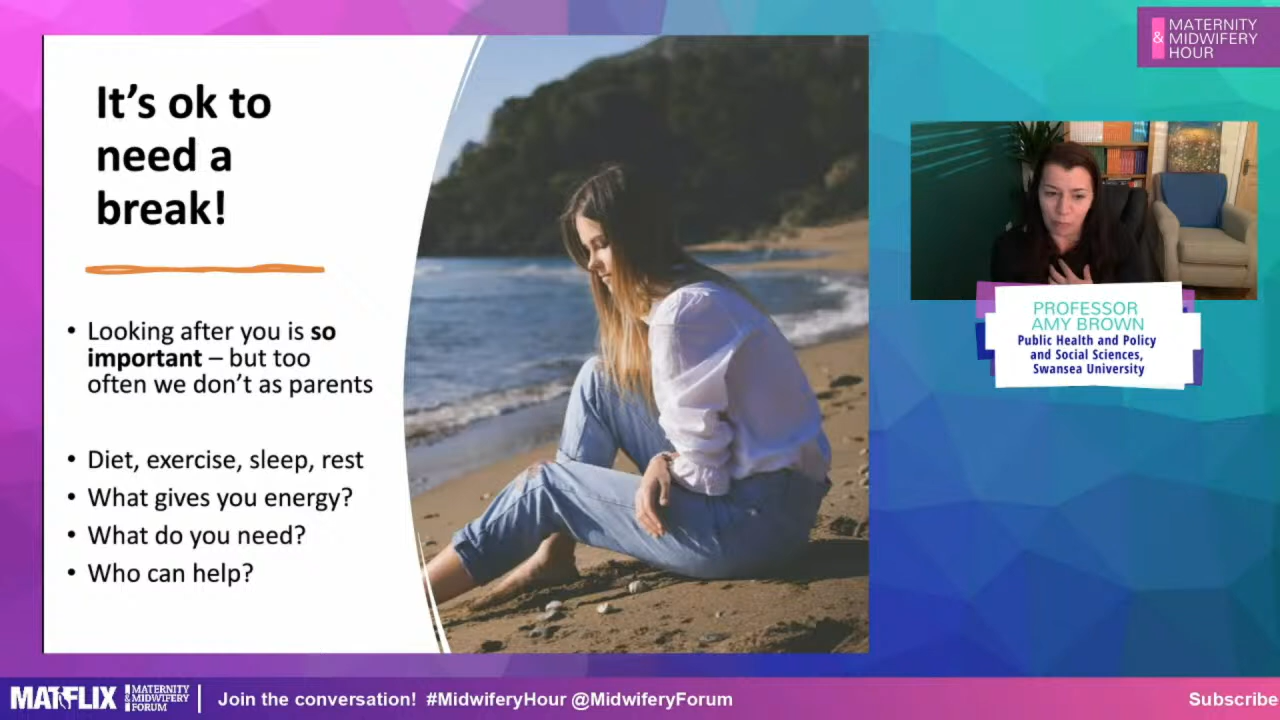 It's ok to
need a
break!
• Looking after you is so
important – but too
often we don't as parents
• Diet, exercise, sleep, rest
• What gives you energy?
• What do you need?
• Who can help?
MATERNITY
& MIDWIFERY
HOUR
PROFESSOR
AMY BROWN
Public Health and Policy
and Social Sciences,
Swansea University
MATFLIX
MATERNITY
& MIDWIFERY
FORUM
Join the conversation! #MidwiferyHour @MidwiferyForum
Subscribe